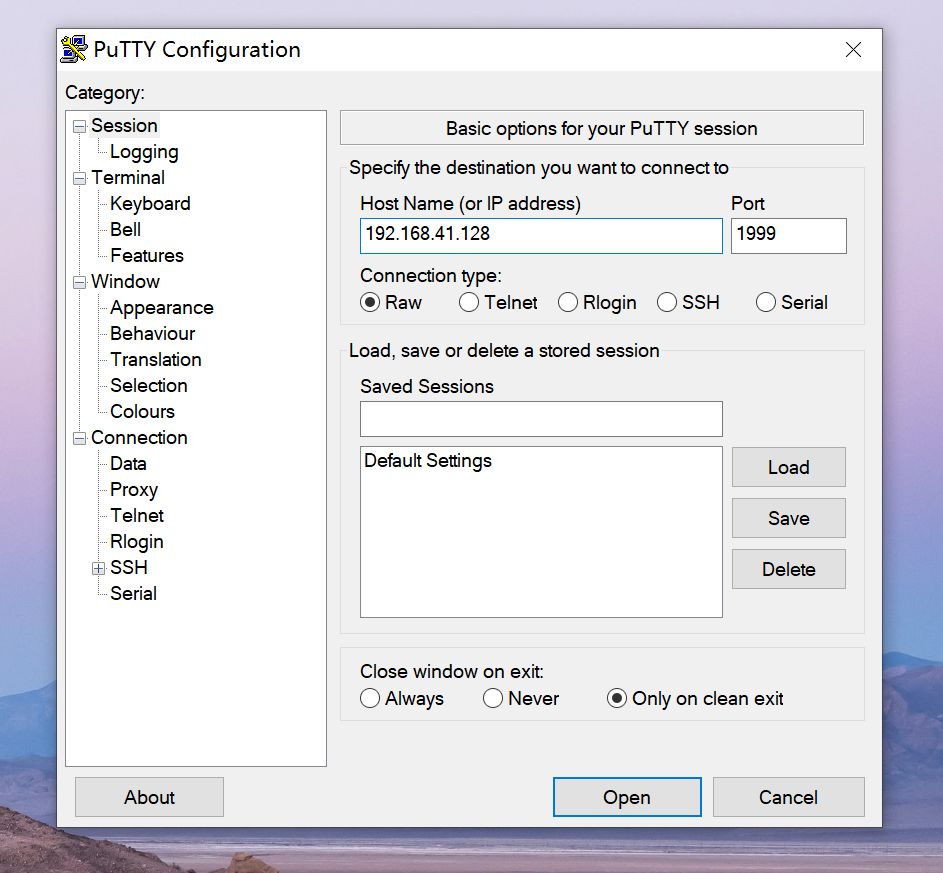 PuTTY Configuration
Category:
Session
Logging
Terminal
Keyboard
Bell
Features
Window
Appearance
Behaviour
Translation
Selection
Colours
Connection
Data
Proxy
Telnet
Rlogin
SSH
Serial
Basic options for your PuTTY session
Specify the destination you want to connect to
Host Name (or IP address) Port
192.168.41.128 1999
Connection type:
Raw Telnet Rlogin SSH Serial
Load, save or delete a stored session
Saved Sessions
Default Settings
Load
Save
Delete
Close window on exit:
Always Never Only on clean exit
About Open Cancel